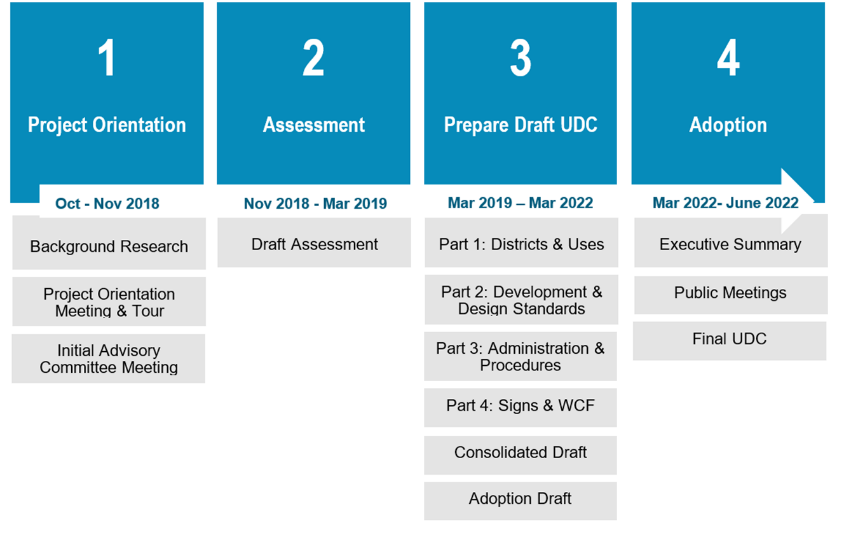 1
Project Orientation
Oct - Nov 2018
Background Research
Project Orientation
Meeting & Tour
Initial Advisory
Committee Meeting
2
Assessment
Nov 2018 - Mar 2019
Draft Assessment
3
Prepare Draft UDC
Mar 2019 – Mar 2022
Part 1: Districts & Uses
Part 2: Development &
Design Standards
Part 3: Administration &
Procedures
Part 4: Signs & WCF
Consolidated Draft
Adoption Draft
4
Adoption
Mar 2022- June 2022
Executive Summary
Public Meetings
Final UDC